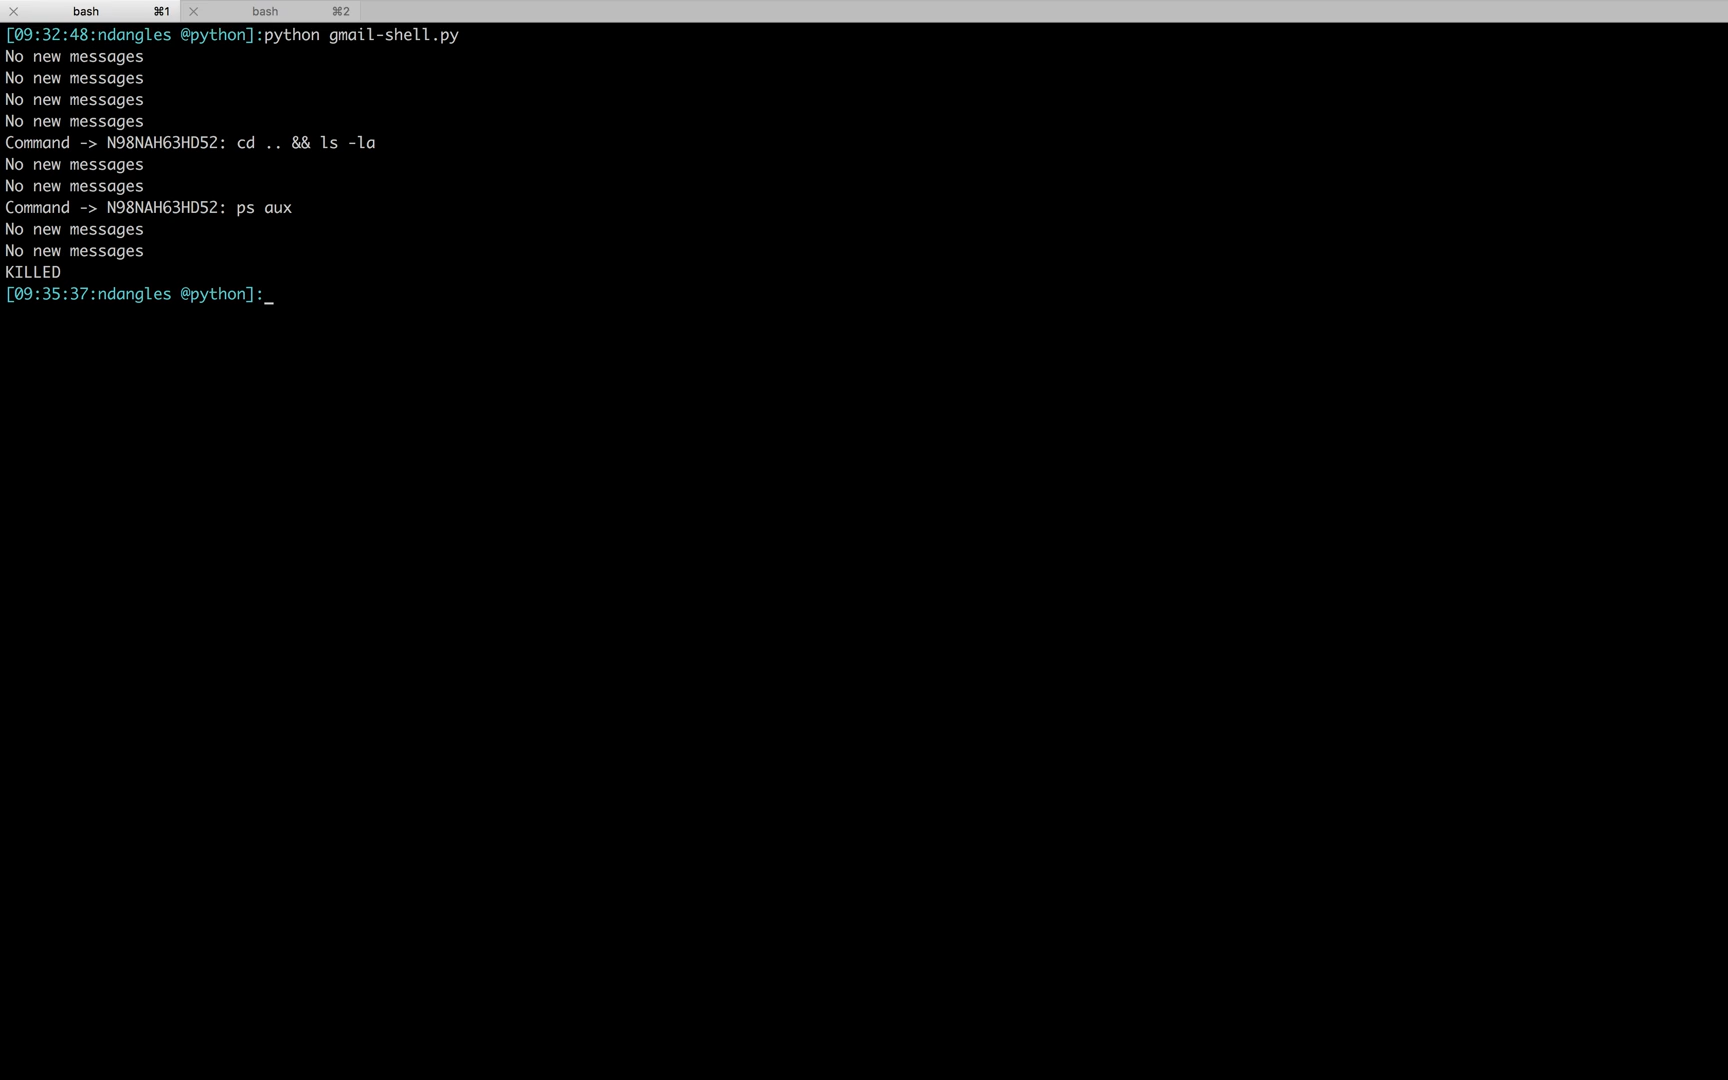 bash ⌘1 bash ⌘2
[09:32:48:ndangles @python]:python gmail-shell.py
No new messages
No new messages
No new messages
No new messages
Command -> N98NAH63HD52: cd .. && ls -la
No new messages
No new messages
Command -> N98NAH63HD52: ps aux
No new messages
No new messages
KILLED
[09:35:37:ndangles @python]:_